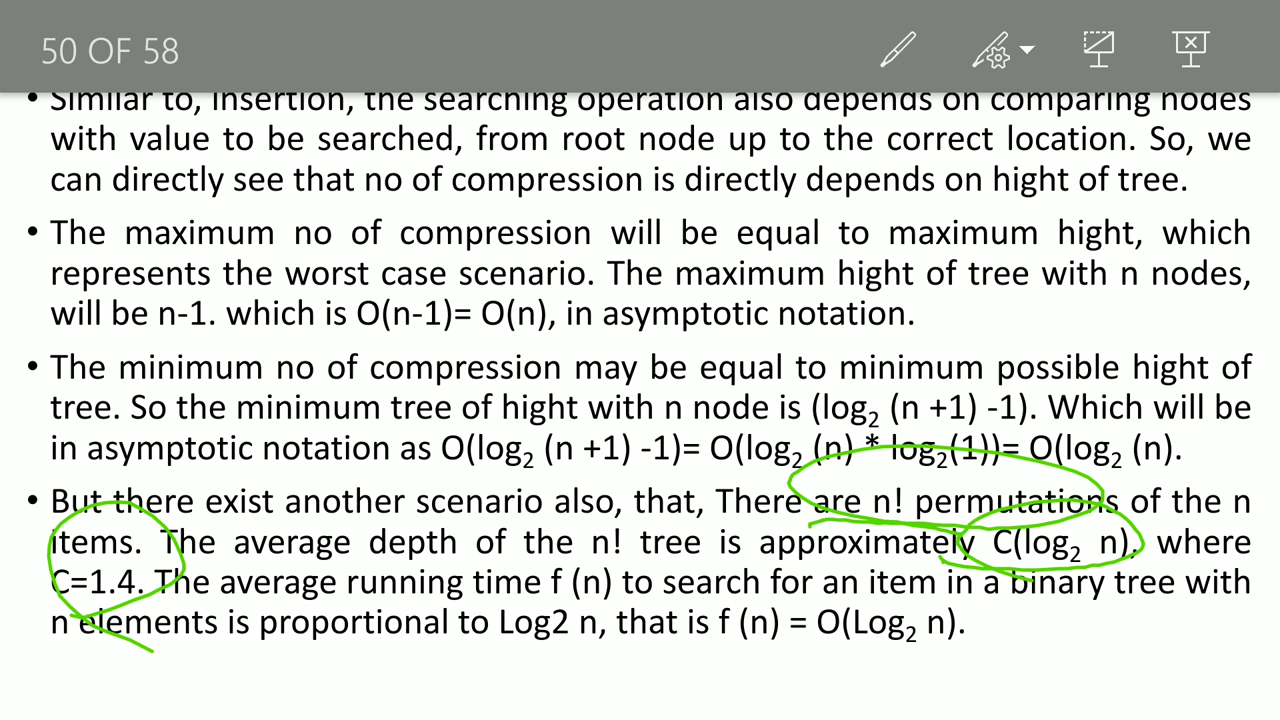 50 OF 58
• Similar to, insertion, the searching operation also depends on comparing nodes
with value to be searched, from root node up to the correct location. So, we
can directly see that no of compression is directly depends on hight of tree.
• The maximum no of compression will be equal to maximum hight, which
represents the worst case scenario. The maximum hight of tree with n nodes,
will be n-1. which is O(n-1)= O(n), in asymptotic notation.
• The minimum no of compression may be equal to minimum possible hight of
tree. So the minimum tree of hight with n node is (log₂ (n +1) -1). Which will be
in asymptotic notation as O(log₂ (n +1) -1)= O(log₂ (n) * log₂(1))= O(log₂ (n).
• But there exist another scenario also, that, There are n! permutations of the n
items. The average depth of the n! tree is approximately C(log₂ n), where
C=1.4. The average running time f (n) to search for an item in a binary tree with
n elements is proportional to Log2 n, that is f (n) = O(Log₂ n).